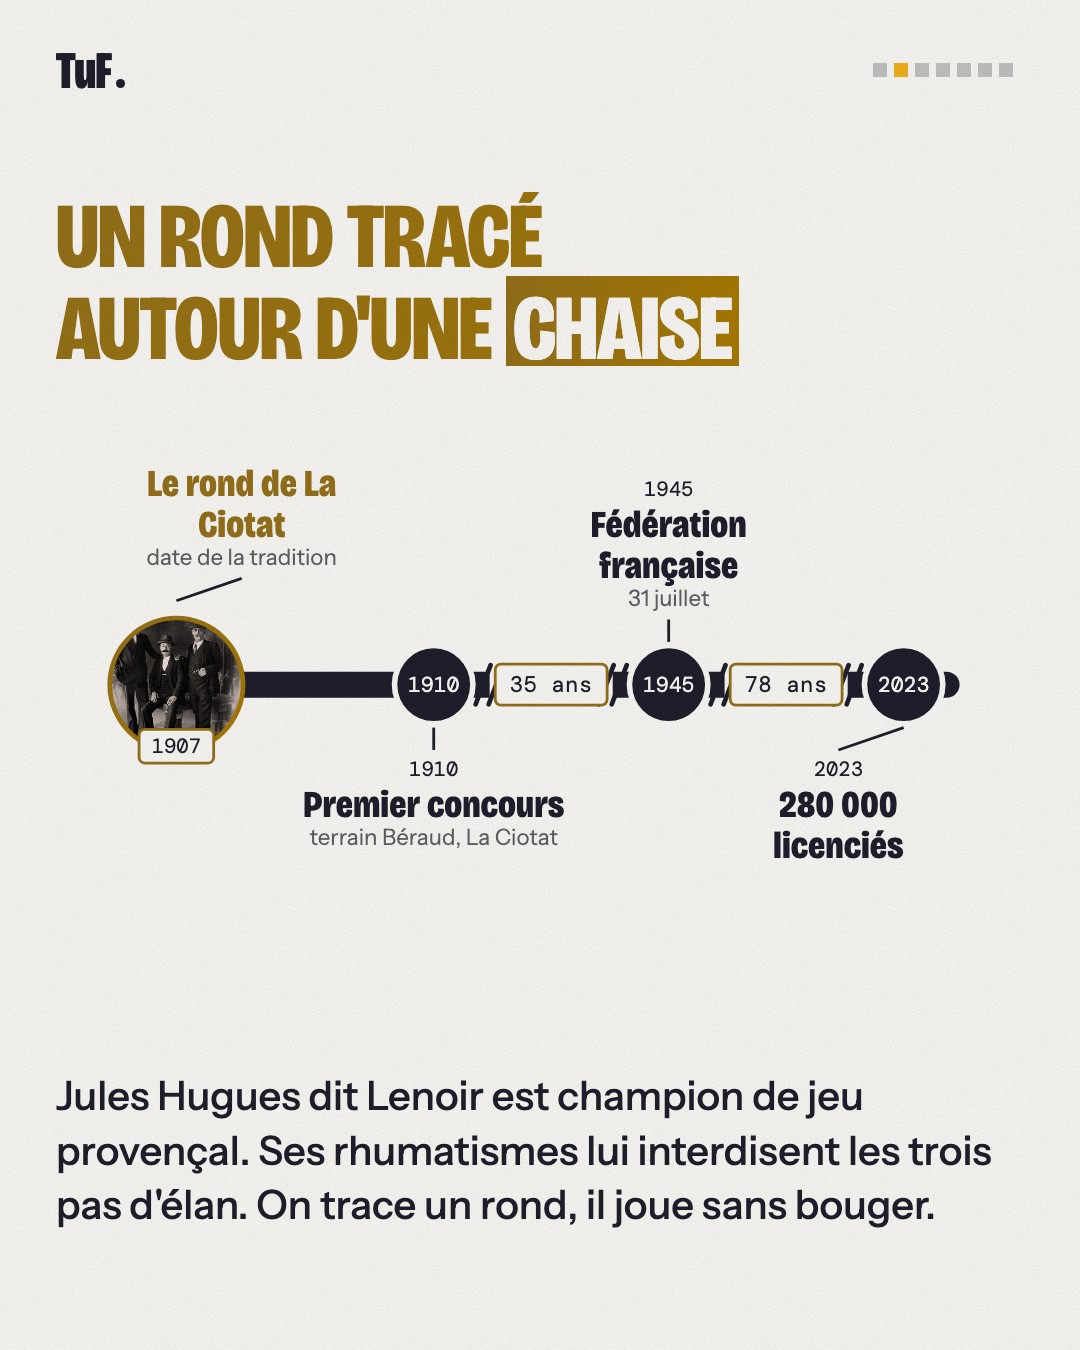 TuF.
UN ROND TRACÉ
AUTOUR D'UNE CHAISE
Le rond de La
Ciotat
date de la tradition
1945
Fédération
française
31 juillet
1910
35 ans
1945
78 ans
2023
1907
1910
Premier concours
terrain Béraud, La Ciotat
2023
280 000
licenciés
Jules Hugues dit Lenoir est champion de jeu
provençal. Ses rhumatismes lui interdisent les trois
pas d'élan. On trace un rond, il joue sans bouger.